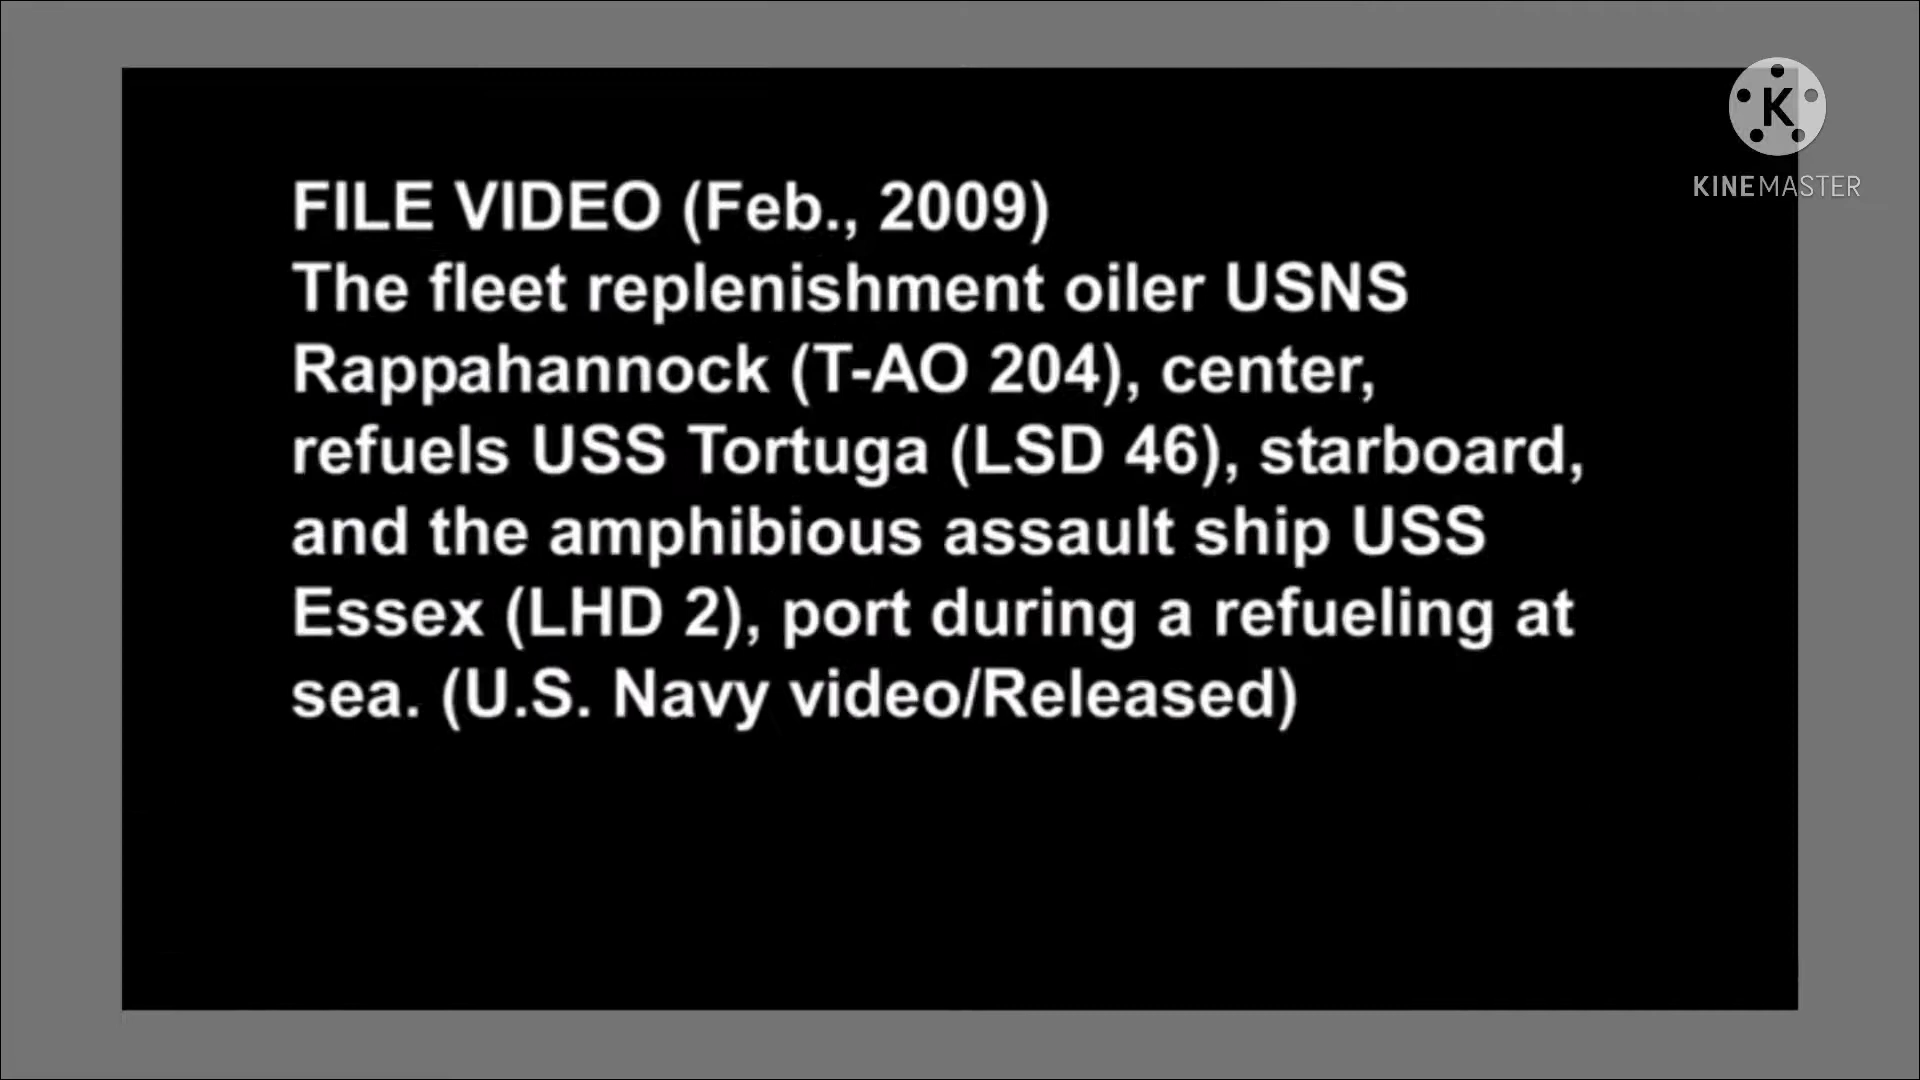 FILE VIDEO (Feb., 2009)
The fleet replenishment oiler USNS
Rappahannock (T-AO 204), center,
refuels USS Tortuga (LSD 46), starboard,
and the amphibious assault ship USS
Essex (LHD 2), port during a refueling at
sea. (U.S. Navy video/Released)
K
KINEMASTER